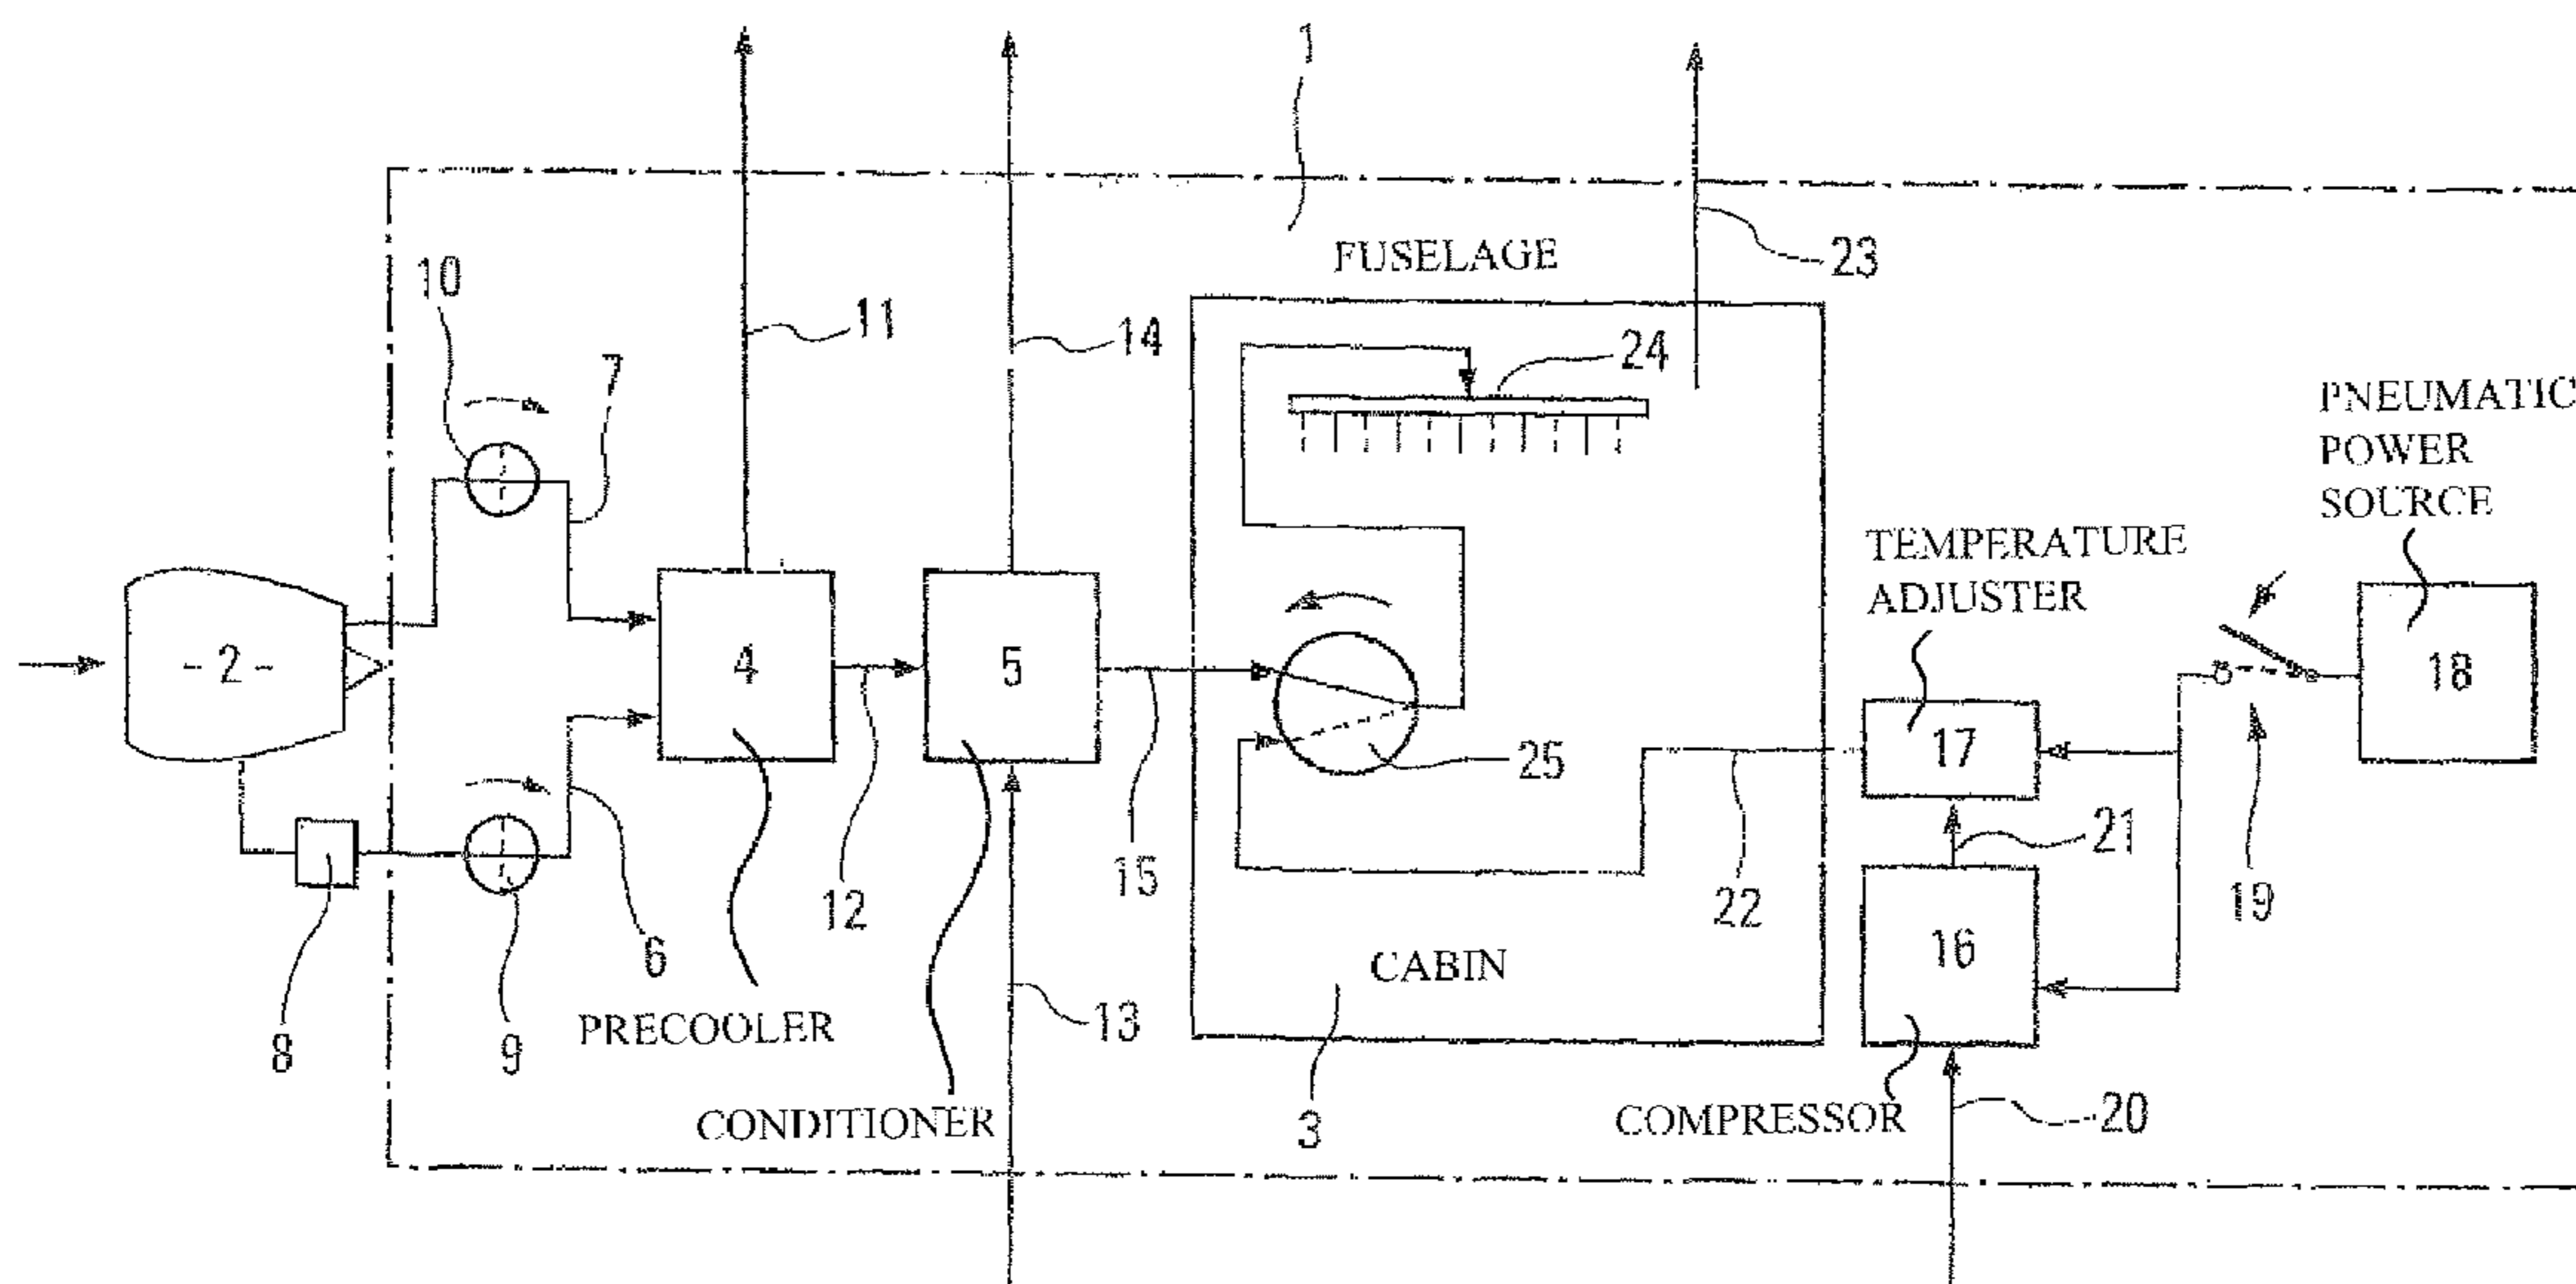 1
FUSELAGE
23
10
7
11
14
24
PNEUMATIC
POWER
SOURCE
TEMPERATURE
ADJUSTER
- 2 -
4
5
25
17
18
12
15
22
21
19
16
8
9
6
PRECOOLER
13
CABIN
CONDITIONER
3
COMPRESSOR
20